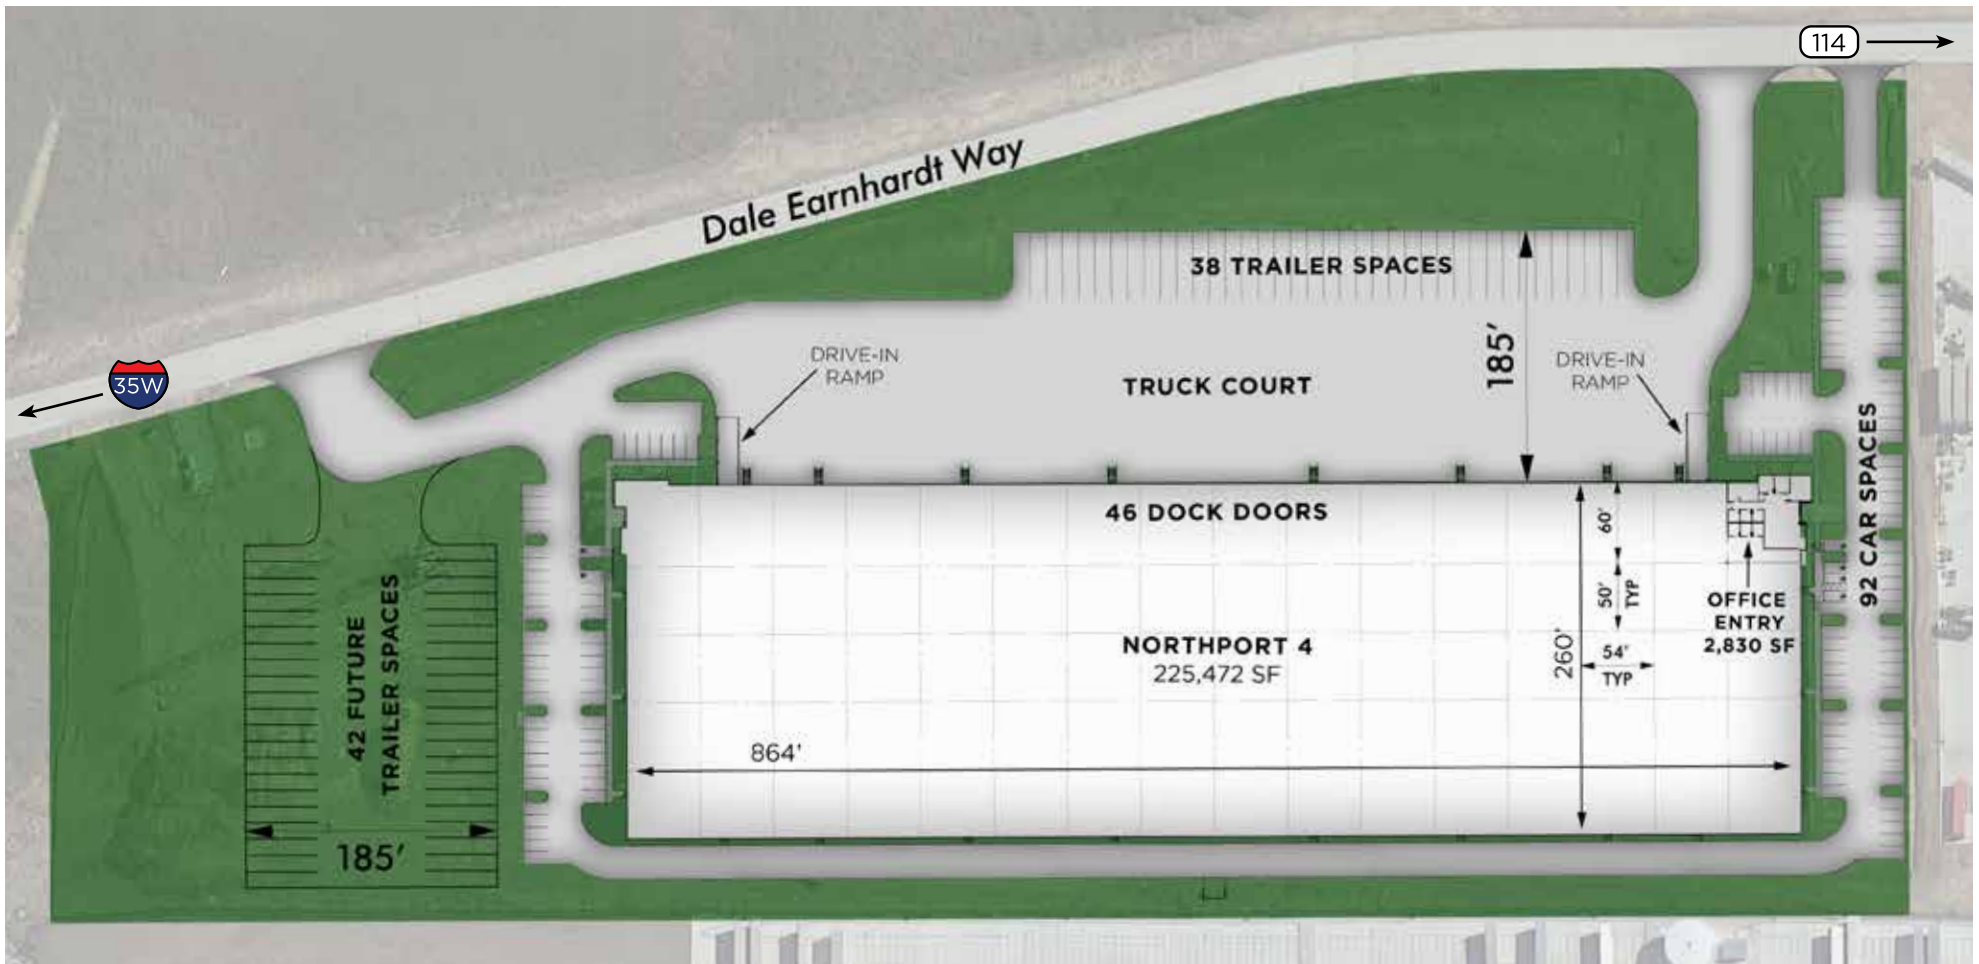 114
Dale Earnhardt Way
38 TRAILER SPACES
35W
DRIVE-IN
RAMP
TRUCK COURT
185'
DRIVE-IN
RAMP
92 CAR SPACES
46 DOCK DOORS
60'
50'
TYP
OFFICE
ENTRY
2,830 SF
NORTHPORT 4
225,472 SF
260'
54'
TYP
42 FUTURE
TRAILER SPACES
864'
185'